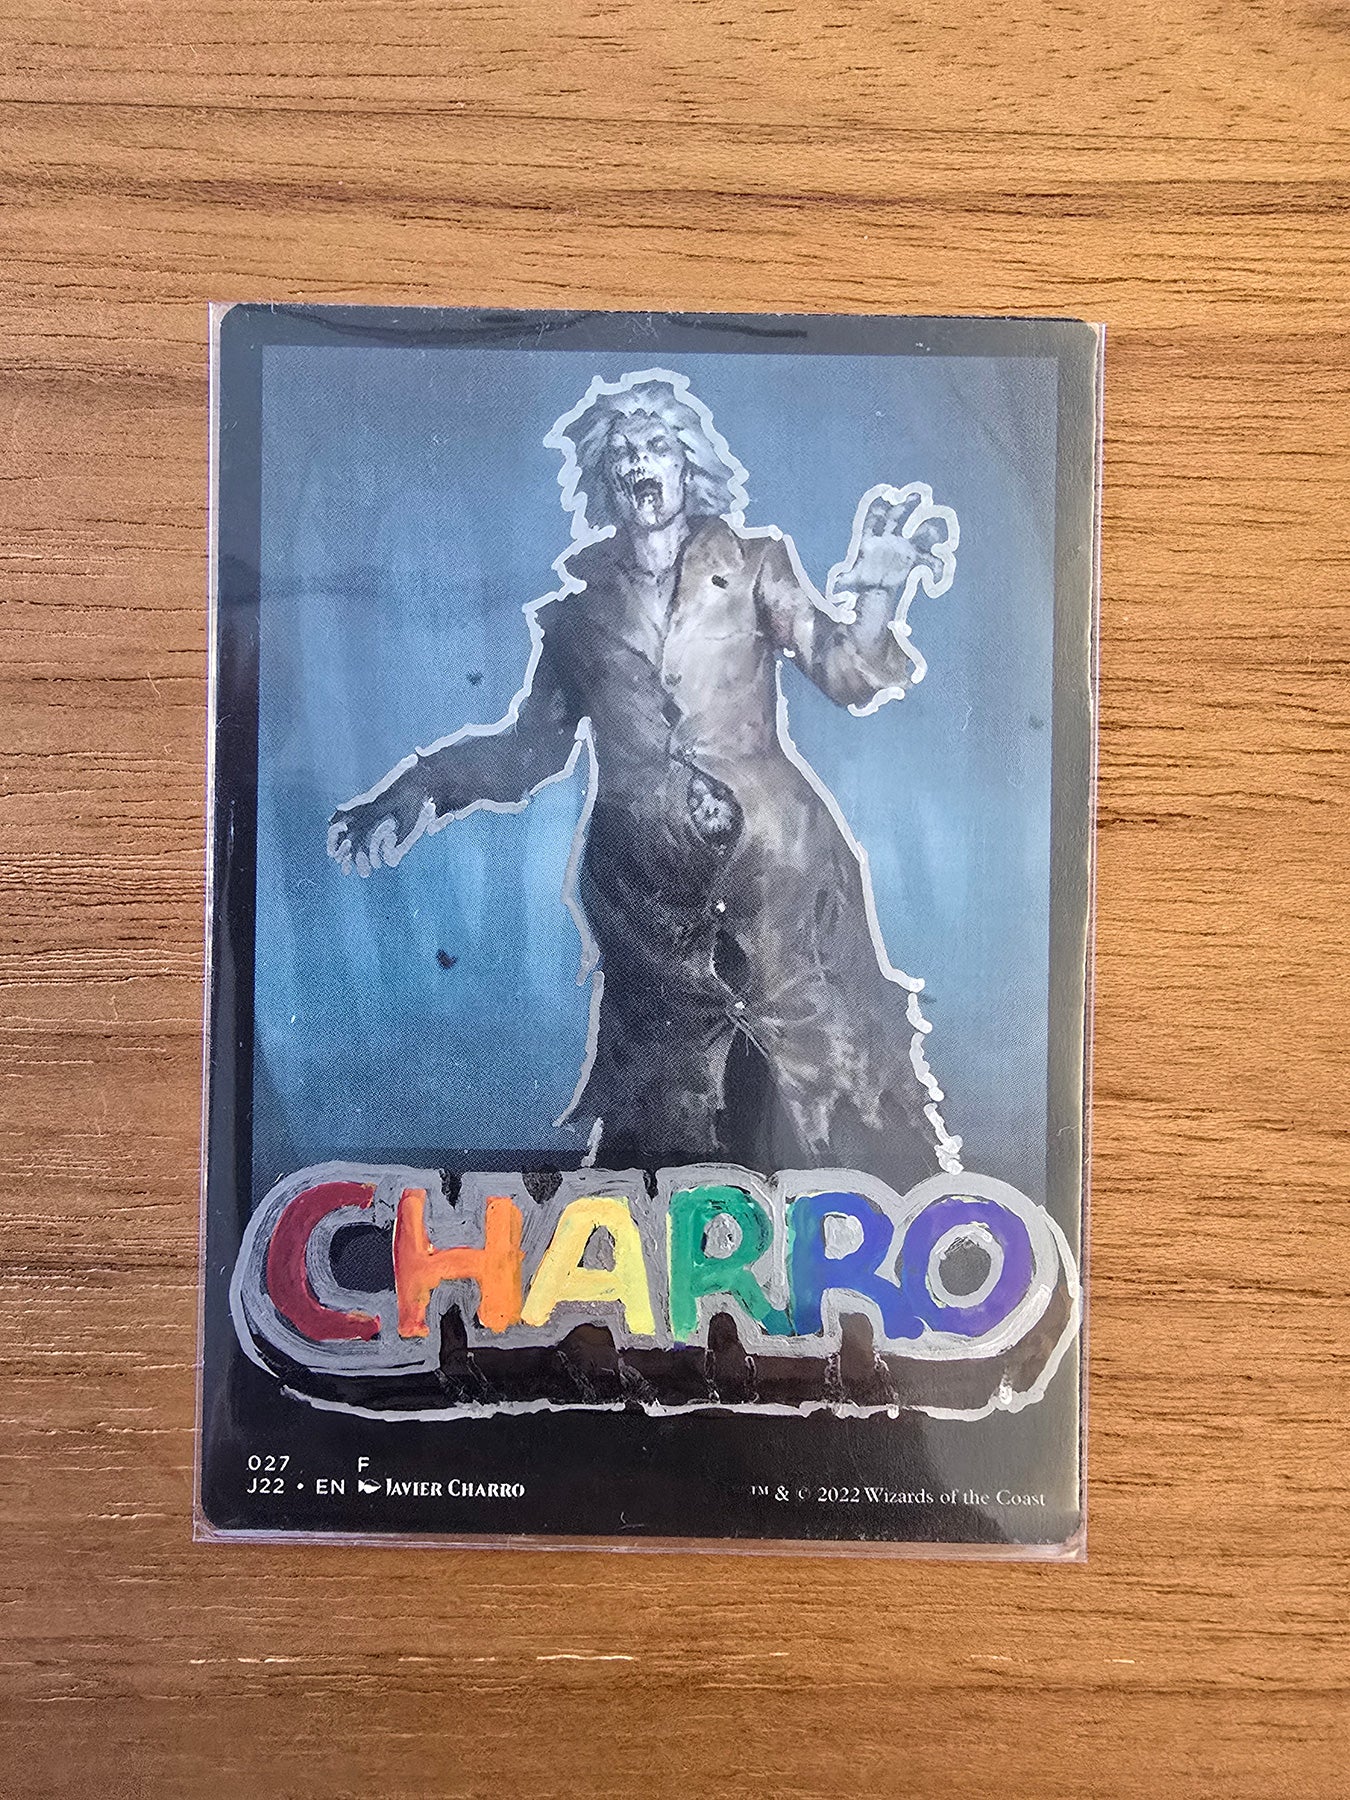 CHARRO
027 F
J22 • EN JAVIER CHARRO
™ & © 2022 Wizards of the Coast